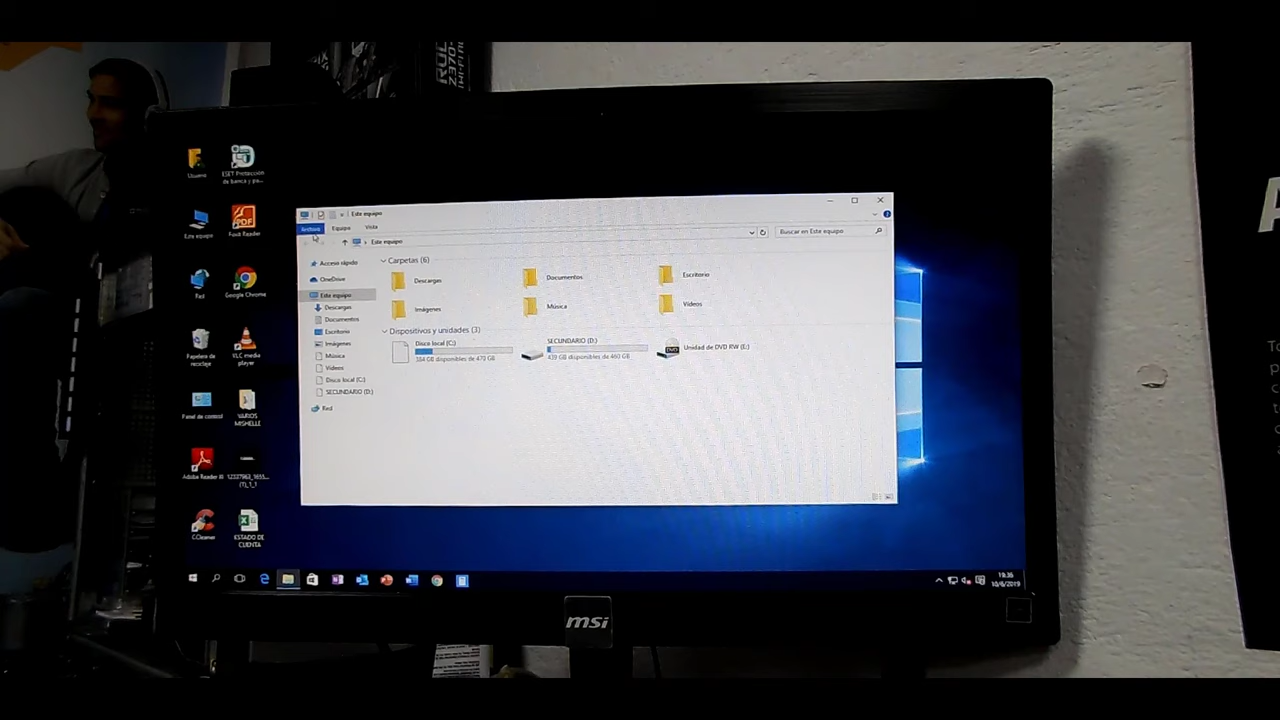 Z370-
Usuario
ESET Protección
de banca y pa...
Este equipo
Foxit Reader
Red
Google Chrome
Papelera de
reciclaje
VLC media
player
Panel de control
VARIOS
MISHELLE
CCleaner
ESTADO DE
CUENTA
Este equipo
Archivo
Equipo
Vista
Este equipo
Buscar en Este equipo
Acceso rápido
OneDrive
Este equipo
Descargas
Documentos
Escritorio
Imágenes
Música
Vídeos
Disco local (C:)
SECUNDARIO (D:)
Red
Carpetas (6)
Descargas
Documentos
Escritorio
Imágenes
Música
Vídeos
Dispositivos y unidades (3)
Disco local (C:)
384 GB disponibles de 470 GB
SECUNDARIO (D:)
439 GB disponibles de 460 GB
Unidad de DVD RW (E:)
19:36
10/6/2019
msi